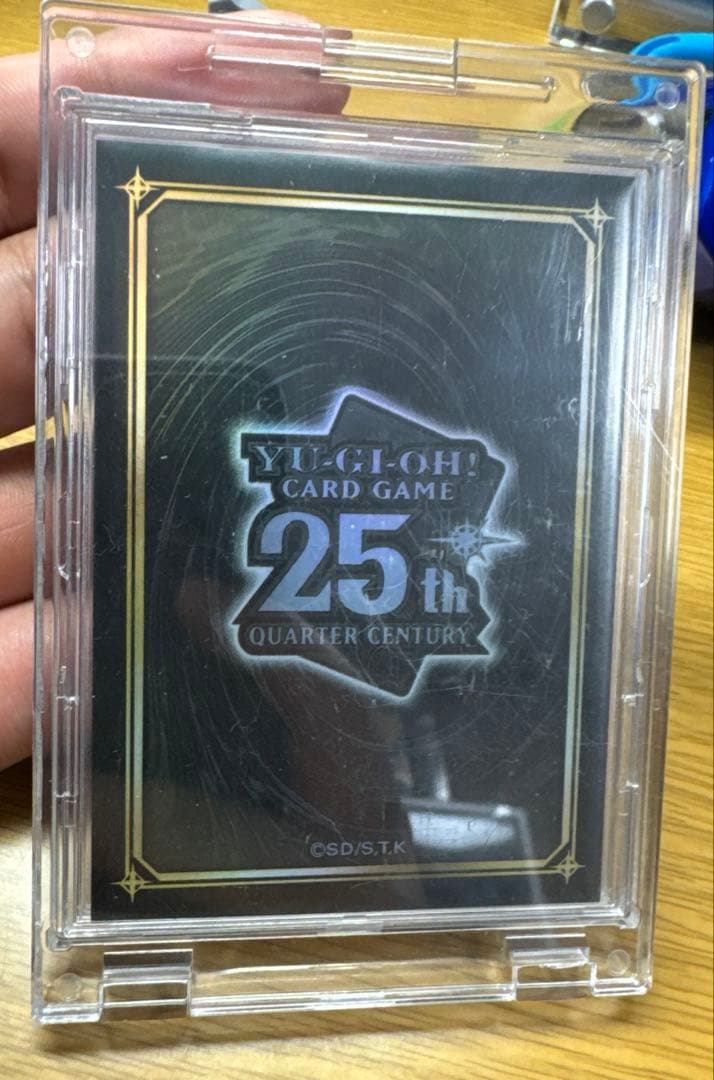 YU-GI-OH!
CARD GAME
25th
QUARTER CENTURY
©SD/S,T.K